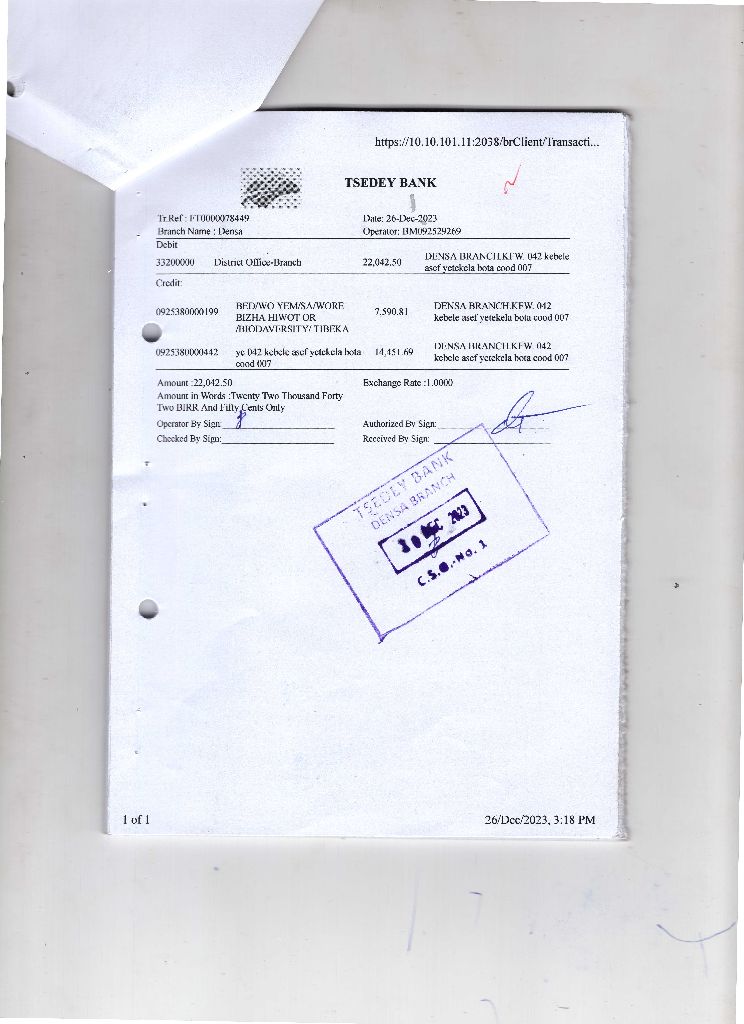 https://10.10.101.11:2038/brClient/Transacti...
TSEDEY BANK
Tr.Ref : FT0000078449 Date: 26-Dec-2023
Branch Name : Densa Operator: BM092529269
Debit
33200000 District Office-Branch 22,042.50 DENSA BRANCH.KFW. 042 kebele
asef yetekela bota cood 007
Credit:
0925380000199 BED/WO YEM/SA/WORE BIZHA HIWOT OR /BIODAVERSITY/ TIBEKA 7,590.81 DENSA BRANCH.KFW. 042
kebele asef yetekela bota cood 007
0925380000442 ye 042 kebele asef yetekela bota cood 007 14,451.69 DENSA BRANCH.KFW. 042
kebele asef yetekela bota cood 007
Amount :22,042.50 Exchange Rate :1.0000
Amount in Words :Twenty Two Thousand Forty
Two BIRR And Fifty Cents Only
Operator By Sign: Authorized By Sign:
Checked By Sign: Received By Sign :
TSEDEY BANK
DENSA BRANCH
30 DEC 2023
C.S.O.-No. 1
1 of 1 26/Dec/2023, 3:18 PM